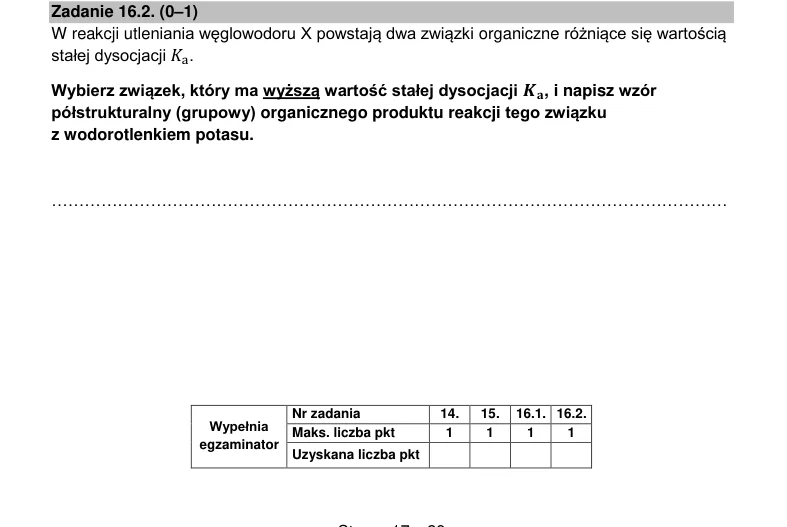 Zadanie 16.2. (0–1)
W reakcji utleniania węglowodoru X powstają dwa związki organiczne różniące się wartością
stałej dysocjacji Kₐ.
Wybierz związek, który ma wyższą wartość stałej dysocjacji Kₐ, i napisz wzór
półstrukturalny (grupowy) organicznego produktu reakcji tego związku
z wodorotlenkiem potasu.
Wypełnia
egzaminator
Nr zadania 14. 15. 16.1. 16.2.
Maks. liczba pkt 1 1 1 1
Uzyskana liczba pkt